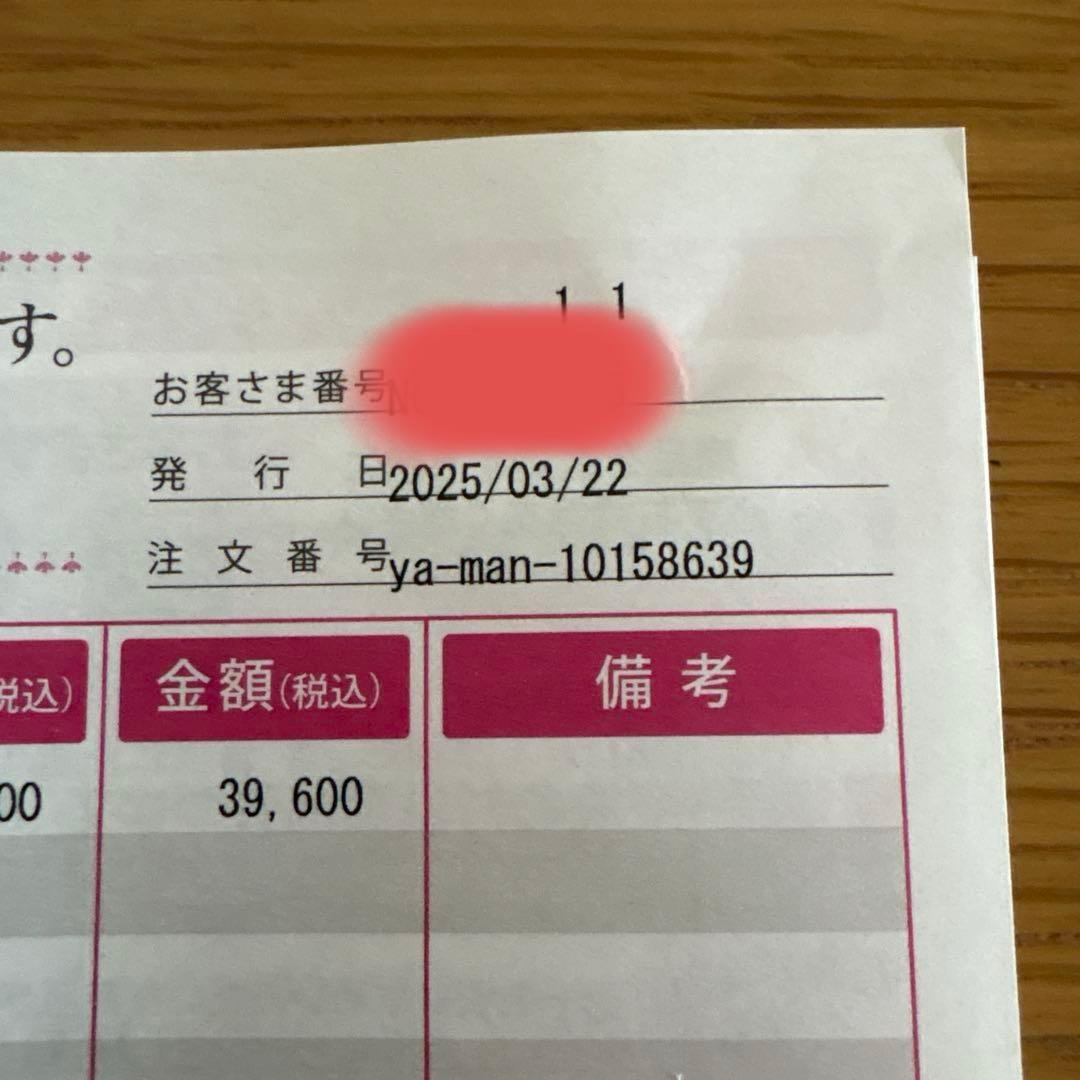 1 1
す。
お客さま番号
発行日2025/03/22
注文番号ya-man-10158639
税込) 金額(税込) 備考
00 39,600